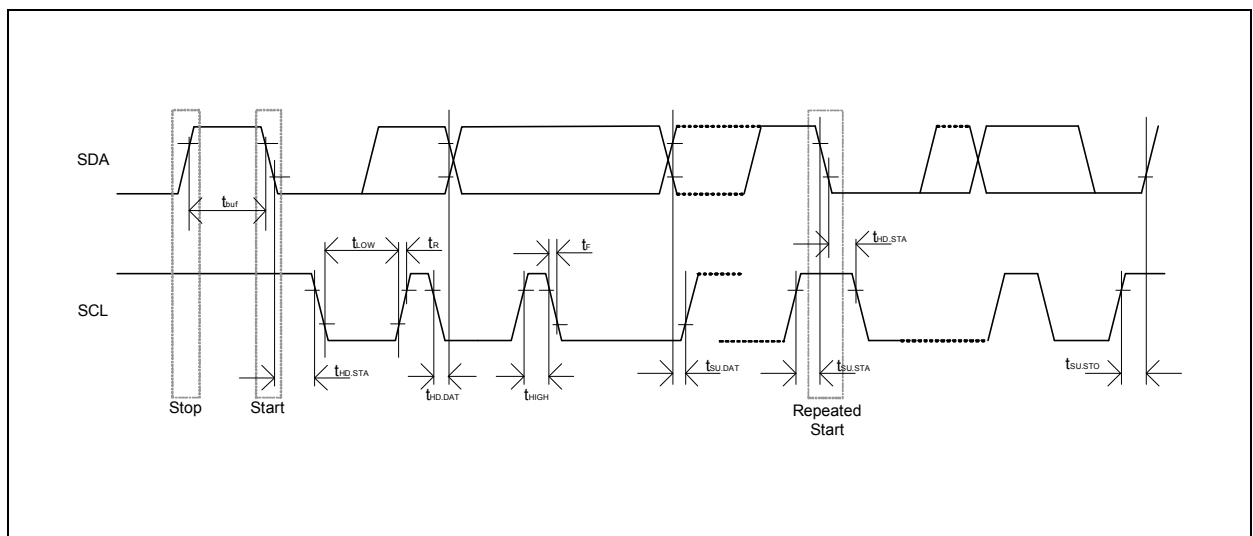 SDA
tbuf
tHD.STA
tLOW
tR
tF
SCL
tHD.STA
tHD.DAT
tHIGH
tSU.DAT
tSU.STA
tSU.STO
Stop
Start
Repeated
Start